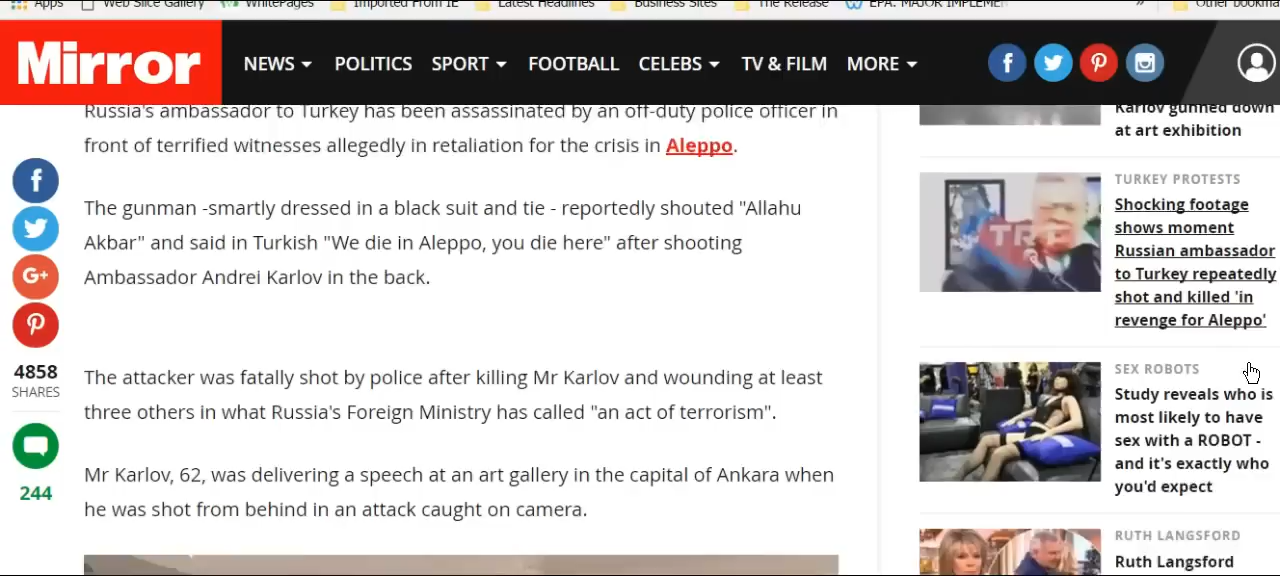 Apps Web Slice Gallery WhitePages Imported From IE Latest Headlines Business Sites The Release EPA: MAJOR IMPLEME » Other bookma
Mirror NEWS POLITICS SPORT FOOTBALL CELEBS TV & FILM MORE
Russia's ambassador to Turkey has been assassinated by an off-duty police officer in
front of terrified witnesses allegedly in retaliation for the crisis in Aleppo.
The gunman -smartly dressed in a black suit and tie - reportedly shouted "Allahu
Akbar" and said in Turkish "We die in Aleppo, you die here" after shooting
Ambassador Andrei Karlov in the back.
The attacker was fatally shot by police after killing Mr Karlov and wounding at least
three others in what Russia's Foreign Ministry has called "an act of terrorism".
Mr Karlov, 62, was delivering a speech at an art gallery in the capital of Ankara when
he was shot from behind in an attack caught on camera.
G+
4858
SHARES
244
Karlov gunned down
at art exhibition
TURKEY PROTESTS
Shocking footage
shows moment
Russian ambassador
to Turkey repeatedly
shot and killed 'in
revenge for Aleppo'
SEX ROBOTS
Study reveals who is
most likely to have
sex with a ROBOT -
and it's exactly who
you'd expect
RUTH LANGSFORD
Ruth Langsford